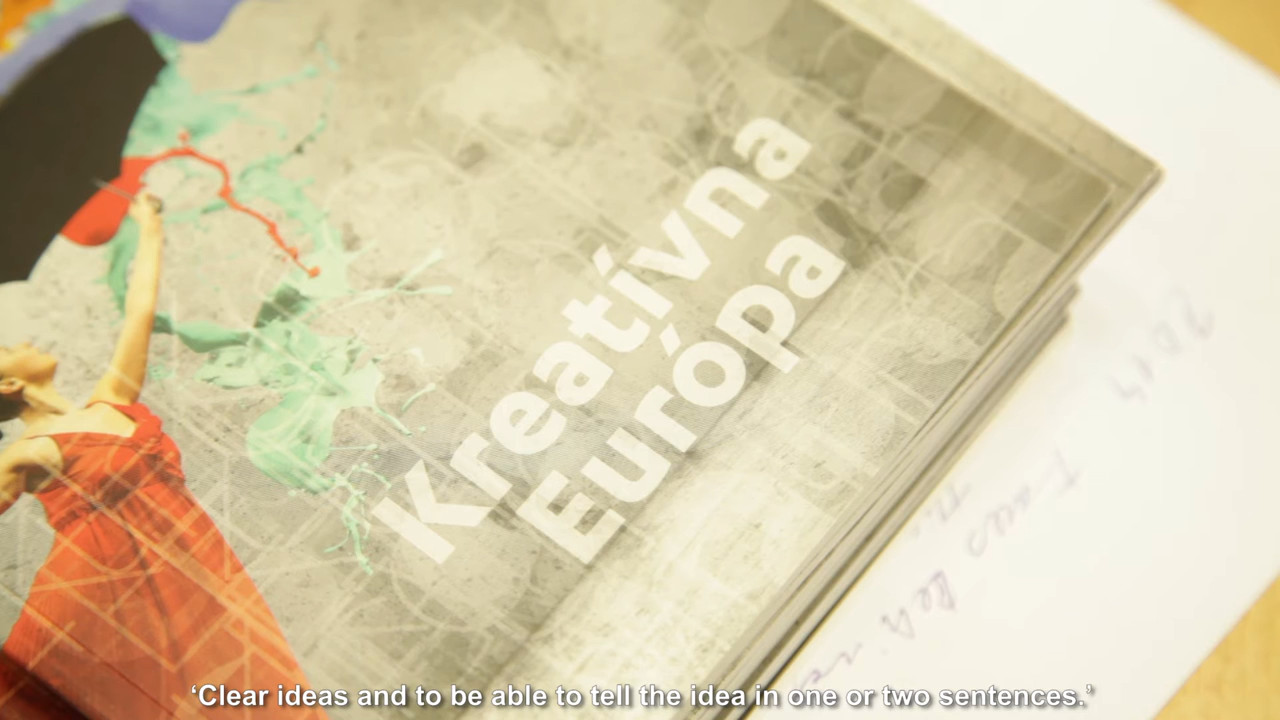 Kreatívna
Európa
‘Clear ideas and to be able to tell the idea in one or two sentences.’